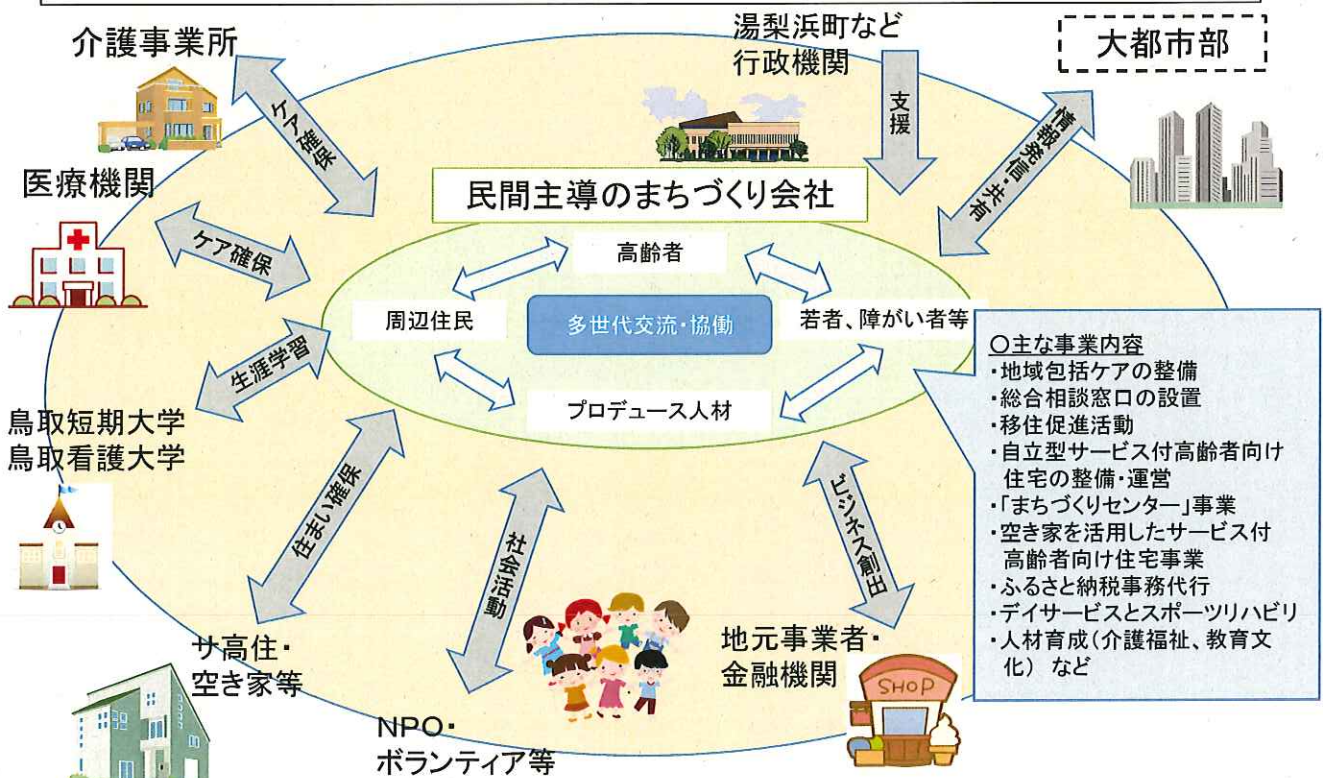 介護事業所
湯梨浜町など
行政機関
大都市部
ケア確保
支援
情報発信・共有
医療機関
ケア確保
民間主導のまちづくり会社
高齢者
周辺住民
多世代交流・協働
若者、障がい者等
プロデュース人材
生涯学習
鳥取短期大学
鳥取看護大学
住まい確保
社会活動
ビジネス創出
サ高住・
空き家等
NPO・
ボランティア等
地元事業者・
金融機関
SHOP
〇主な事業内容
・地域包括ケアの整備
・総合相談窓口の設置
・移住促進活動
・自立型サービス付高齢者向け
住宅の整備・運営
・「まちづくりセンター」事業
・空き家を活用したサービス付
高齢者向け住宅事業
・ふるさと納税事務代行
・デイサービスとスポーツリハビリ
・人材育成(介護福祉、教育文
化) など